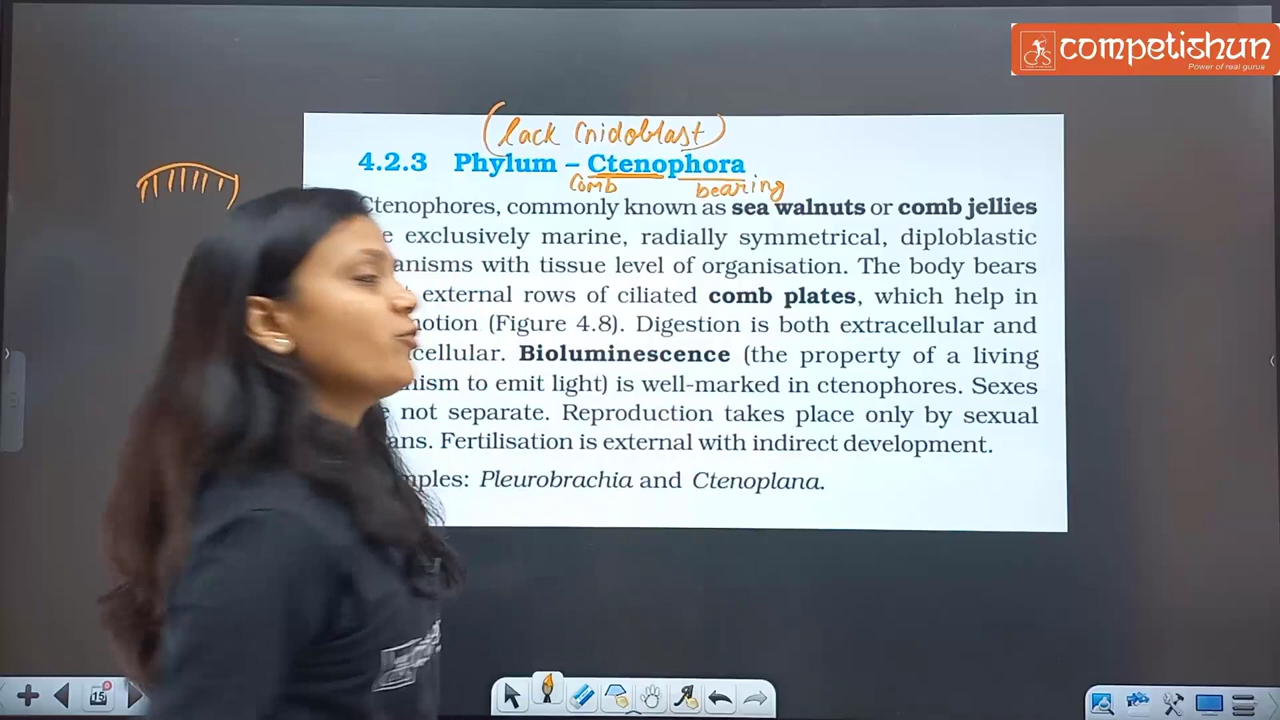 competishun
Power of real gurus
(lack Cnidoblast)
4.2.3 Phylum – Ctenophora
Comb bearing
Ctenophores, commonly known as sea walnuts or comb jellies
e exclusively marine, radially symmetrical, diploblastic
anisms with tissue level of organisation. The body bears
external rows of ciliated comb plates, which help in
otion (Figure 4.8). Digestion is both extracellular and
cellular. Bioluminescence (the property of a living
nism to emit light) is well-marked in ctenophores. Sexes
e not separate. Reproduction takes place only by sexual
ans. Fertilisation is external with indirect development.
mples: Pleurobrachia and Ctenoplana.
15